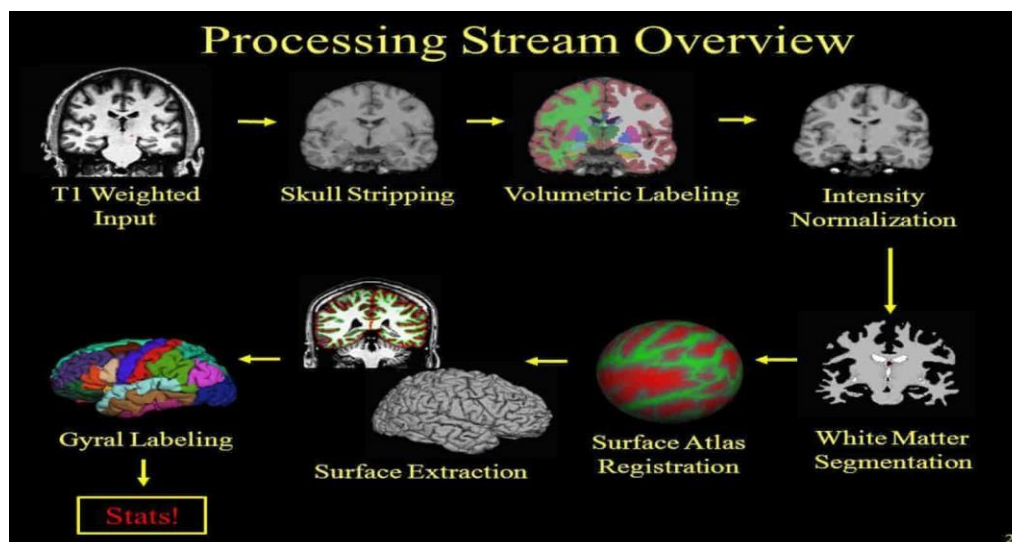 Processing Stream Overview
T1 Weighted
Input
Skull Stripping
Volumetric Labeling
Intensity
Normalization
Gyral Labeling
Surface Extraction
Surface Atlas
Registration
White Matter
Segmentation
Stats!
2